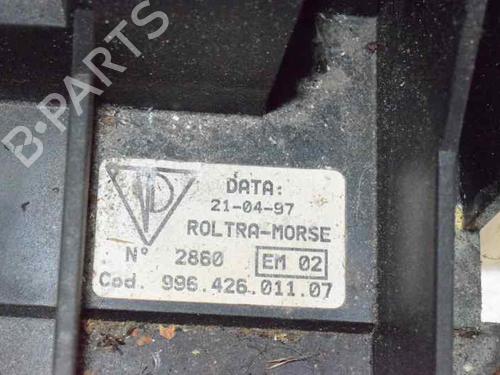 B-PARTS
DATA:
21-04-97
ROLTRA-MORSE
N° 2860 EM 02
Cod. 996.426.011.07